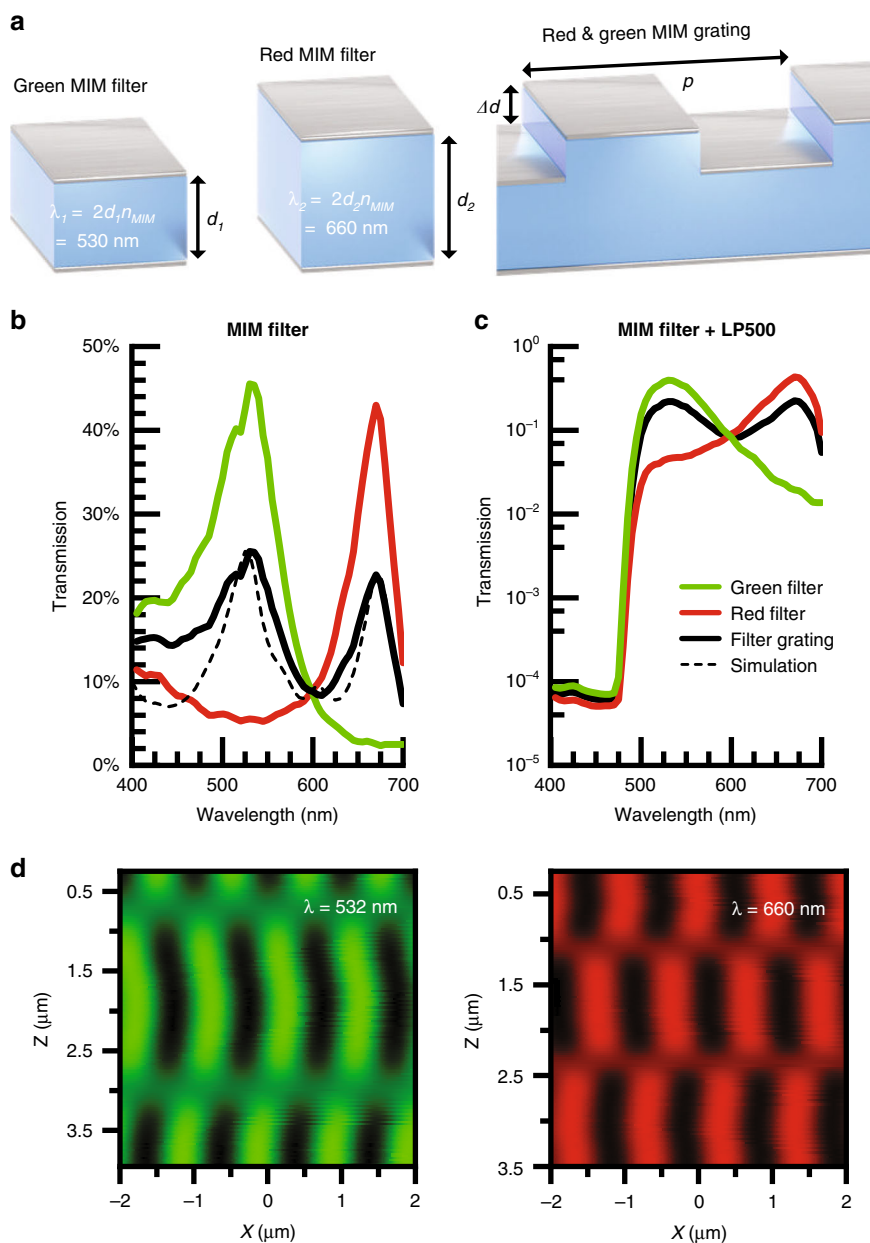 a
Green MIM filter
Red MIM filter
Red & green MIM grating
p
Δd
λ1 = 2d1nMIM
= 530 nm
d1
λ2 = 2d2nMIM
= 660 nm
d2
b
MIM filter
50%
40%
30%
20%
10%
0%
Transmission
400
500
600
700
Wavelength (nm)
c
MIM filter + LP500
10^0
10^–1
10^–2
10^–3
10^–4
10^–5
Transmission
Green filter
Red filter
Filter grating
Simulation
400
500
600
700
Wavelength (nm)
d
λ = 532 nm
0.5
1.5
2.5
3.5
Z (μm)
–2
–1
0
1
2
X (μm)
λ = 660 nm
0.5
1.5
2.5
3.5
Z (μm)
–2
–1
0
1
2
X (μm)